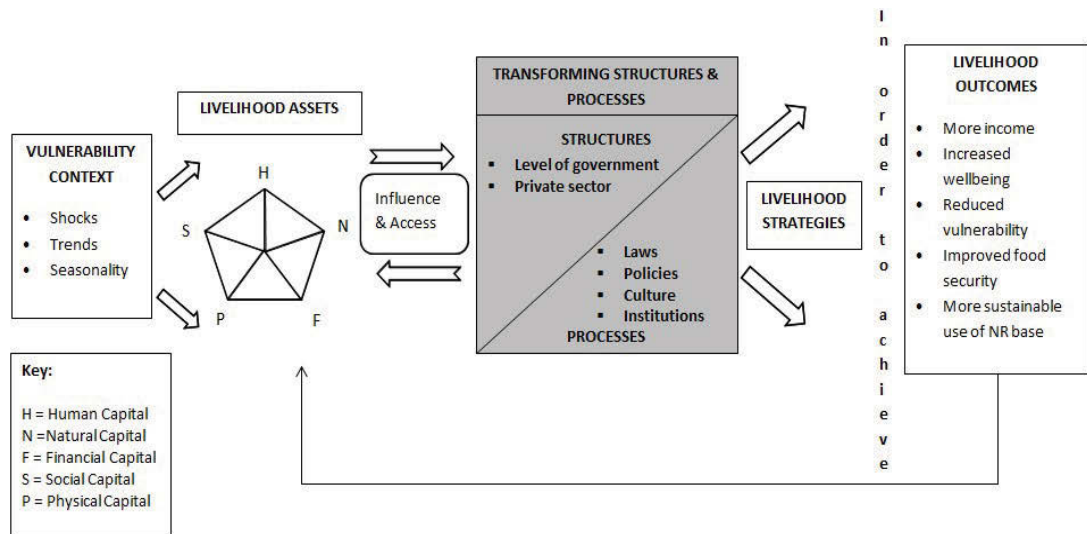 VULNERABILITY
CONTEXT
• Shocks
• Trends
• Seasonality
LIVELIHOOD ASSETS
H
S
N
P
F
Influence
& Access
TRANSFORMING STRUCTURES &
PROCESSES
STRUCTURES
▪ Level of government
▪ Private sector
▪ Laws
▪ Policies
▪ Culture
▪ Institutions
PROCESSES
LIVELIHOOD
STRATEGIES
In order to achieve
LIVELIHOOD
OUTCOMES
• More income
• Increased
wellbeing
• Reduced
vulnerability
• Improved food
security
• More sustainable
use of NR base
Key:
H = Human Capital
N =Natural Capital
F = Financial Capital
S = Social Capital
P = Physical Capital